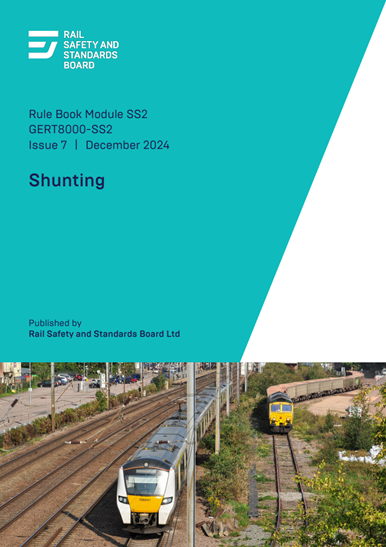 RAIL
SAFETY AND
STANDARDS
BOARD
Rule Book Module SS2
GERT8000-SS2
Issue 7 | December 2024
Shunting
Published by
Rail Safety and Standards Board Ltd